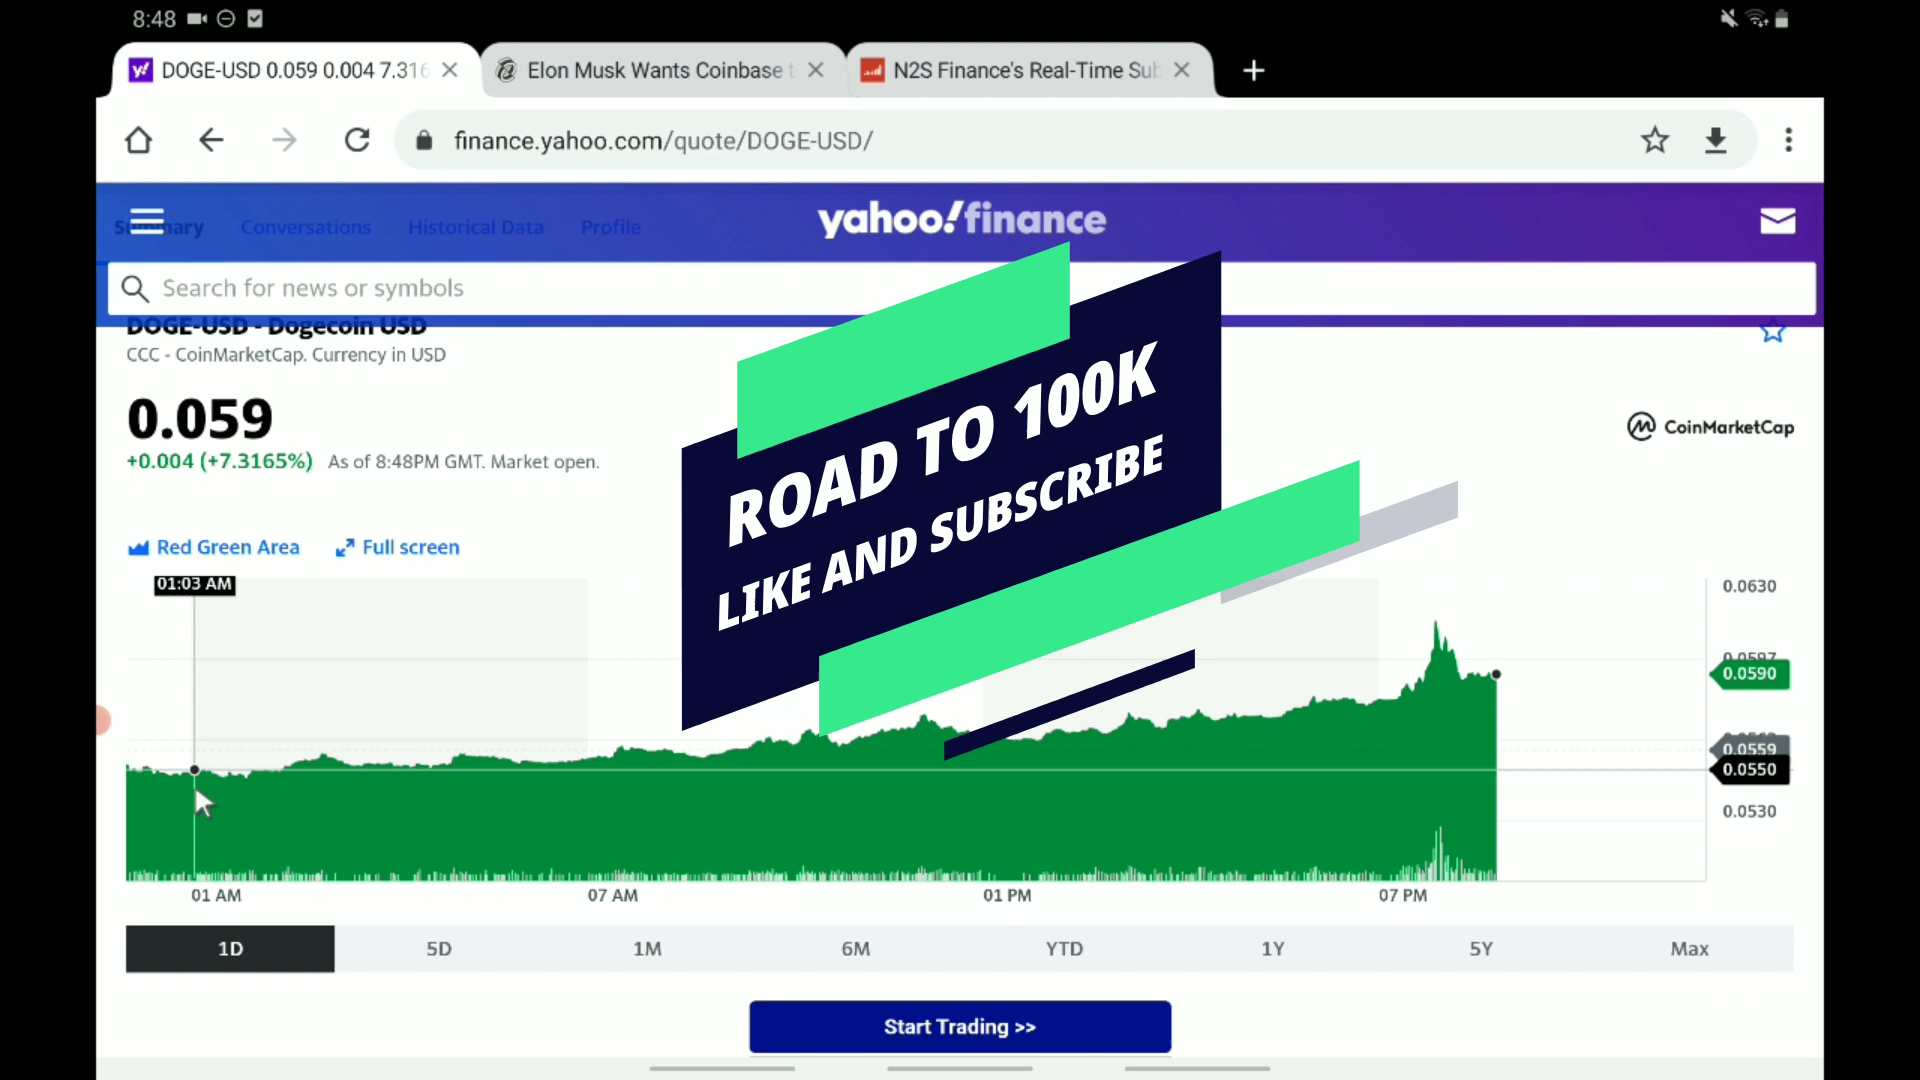 8:48
DOGE-USD 0.059 0.004 7.316
Elon Musk Wants Coinbase t
N2S Finance's Real-Time Sub
finance.yahoo.com/quote/DOGE-USD/
yahoo!finance
Summary Conversations Historical Data Profile
Search for news or symbols
DOGE-USD - Dogecoin USD
CCC - CoinMarketCap. Currency in USD
0.059
+0.004 (+7.3165%) As of 8:48PM GMT. Market open.
CoinMarketCap
ROAD TO 100K
LIKE AND SUBSCRIBE
Red Green Area Full screen
01:03 AM
0.0630
0.0597
0.0590
0.0559
0.0550
0.0530
01 AM 07 AM 01 PM 07 PM
1D 5D 1M 6M YTD 1Y 5Y Max
Start Trading >>